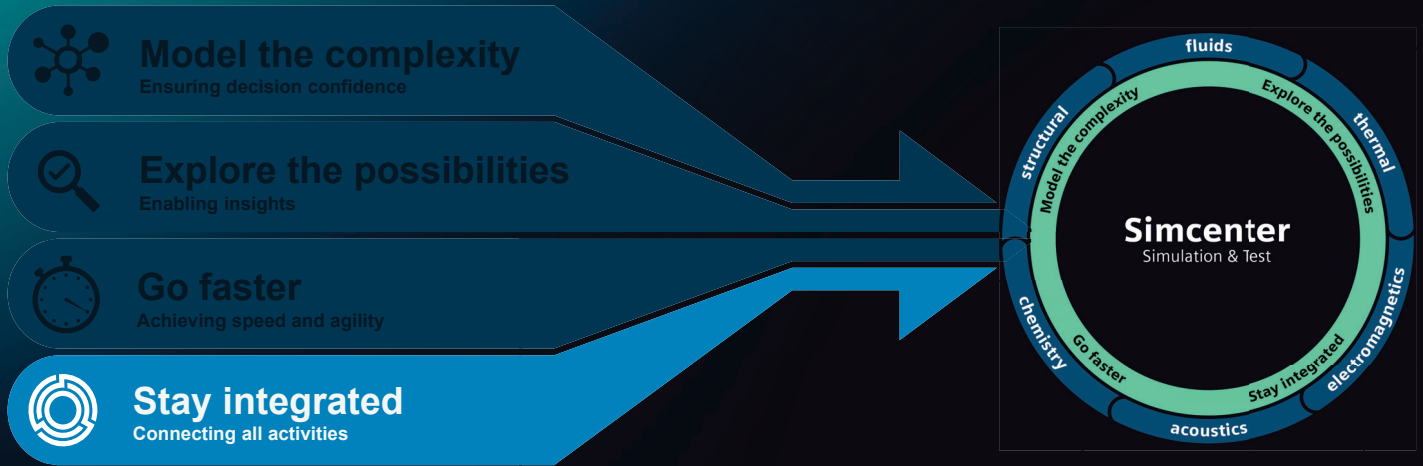 Model the complexity
Ensuring decision confidence
Explore the possibilities
Enabling insights
Go faster
Achieving speed and agility
Stay integrated
Connecting all activities
fluids
thermal
electromagnetics
acoustics
chemistry
structural
Model the complexity
Explore the possibilities
Stay integrated
Go faster
Simcenter
Simulation & Test